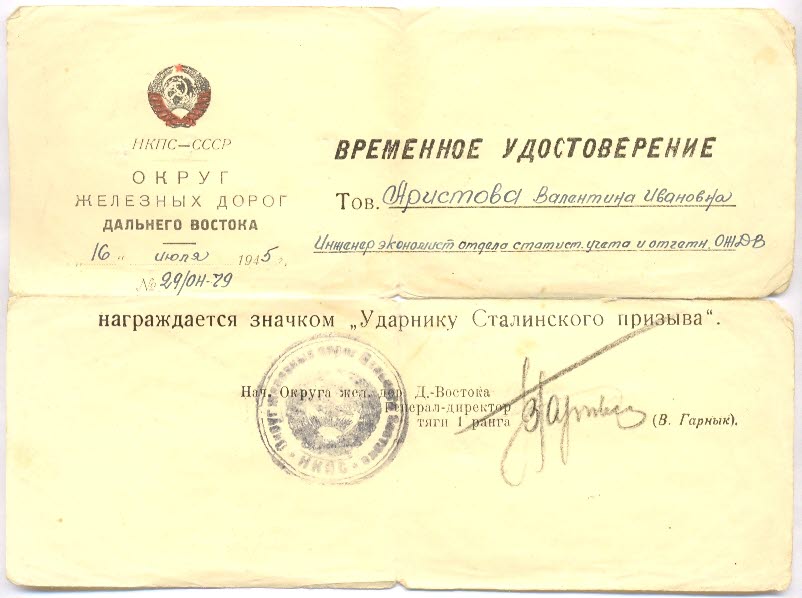 НКПС—СССР
ОКРУГ
ЖЕЛЕЗНЫХ ДОРОГ
ДАЛЬНЕГО ВОСТОКА
„16“ июля 1945 г.
№ 29/ОН-79
ВРЕМЕННОЕ УДОСТОВЕРЕНИЕ
Тов. Аристова Валентина Ивановна
Инженер экономист отдела статист. учета и отчетн. ОЖДВ
награждается значком „Ударнику Сталинского призыва“.
Нач. Округа жел. дор. Д.-Востока
Генерал-директор
тяги 1 ранга
(В. Гарнык).